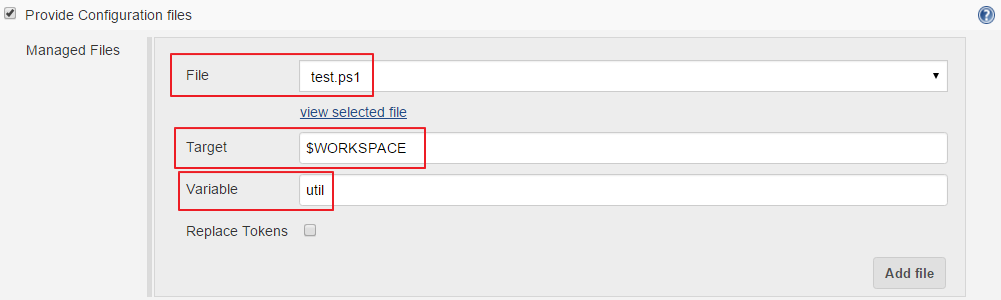 Provide Configuration files
?
Managed Files
File
test.ps1
view selected file
Target
$WORKSPACE
Variable
util
Replace Tokens
Add file